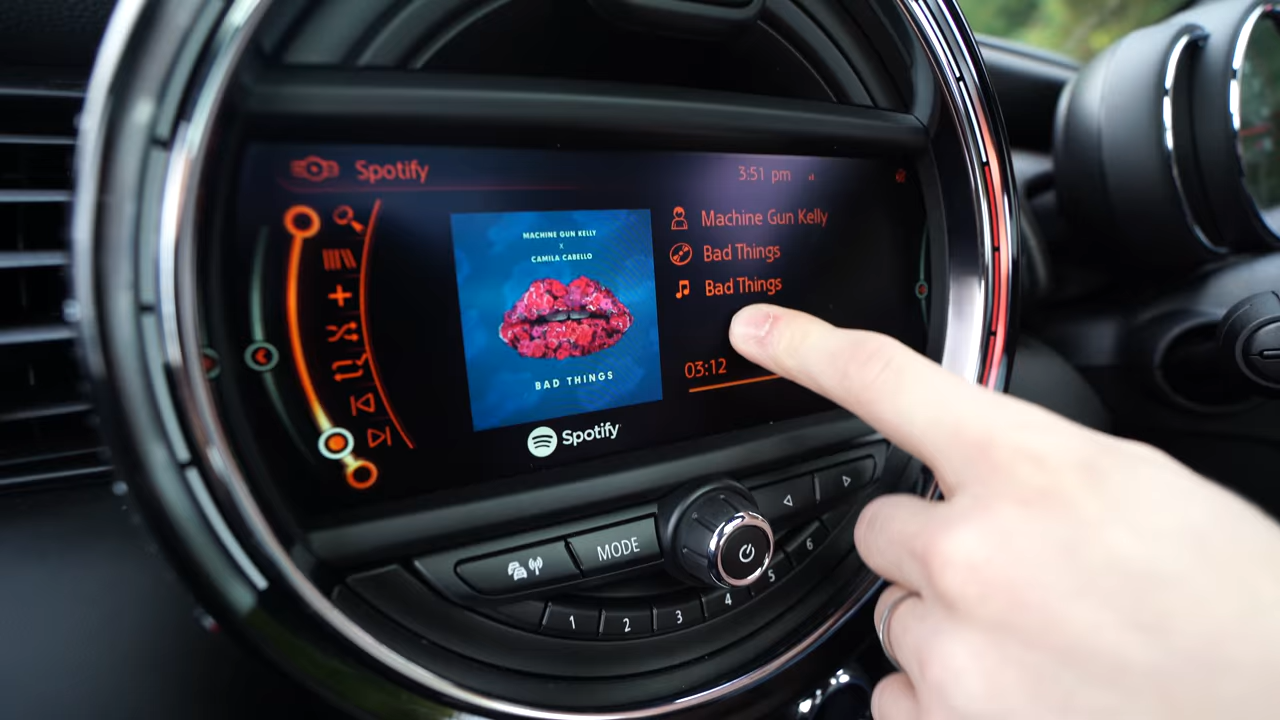 Spotify
3:51 pm
MACHINE GUN KELLY
X
CAMILA CABELLO
BAD THINGS
Machine Gun Kelly
Bad Things
Bad Things
03:12
Spotify
MODE
1
2
3
4
5
6